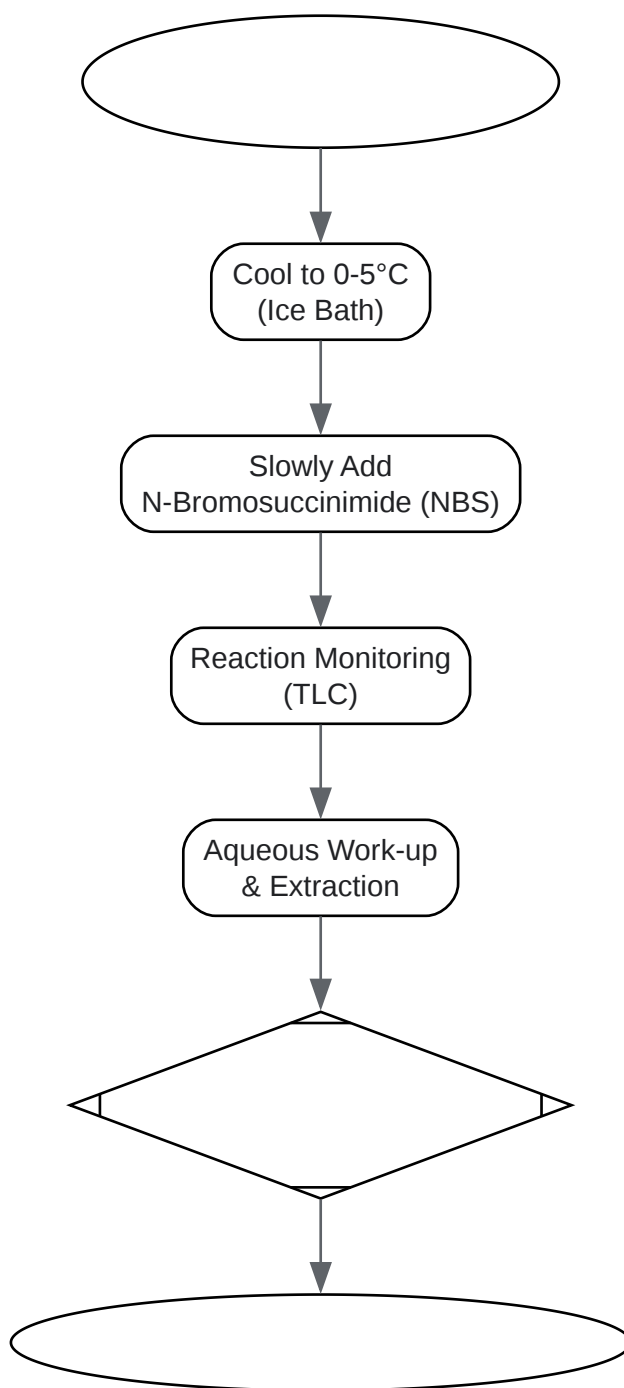 Cool to 0-5°C
(Ice Bath)
Slowly Add
N-Bromosuccinimide (NBS)
Reaction Monitoring
(TLC)
Aqueous Work-up
& Extraction